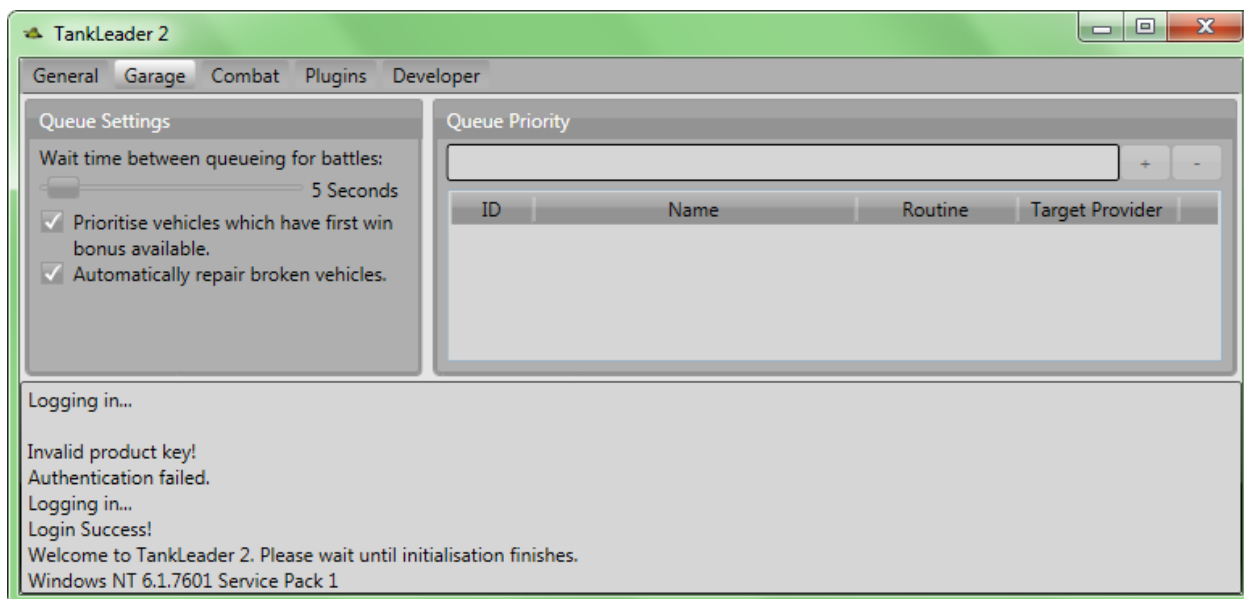 TankLeader 2
General Garage Combat Plugins Developer
Queue Settings
Wait time between queueing for battles:
5 Seconds
Prioritise vehicles which have first win
bonus available.
Automatically repair broken vehicles.
Queue Priority
+ -
ID Name Routine Target Provider
Logging in...
Invalid product key!
Authentication failed.
Logging in...
Login Success!
Welcome to TankLeader 2. Please wait until initialisation finishes.
Windows NT 6.1.7601 Service Pack 1